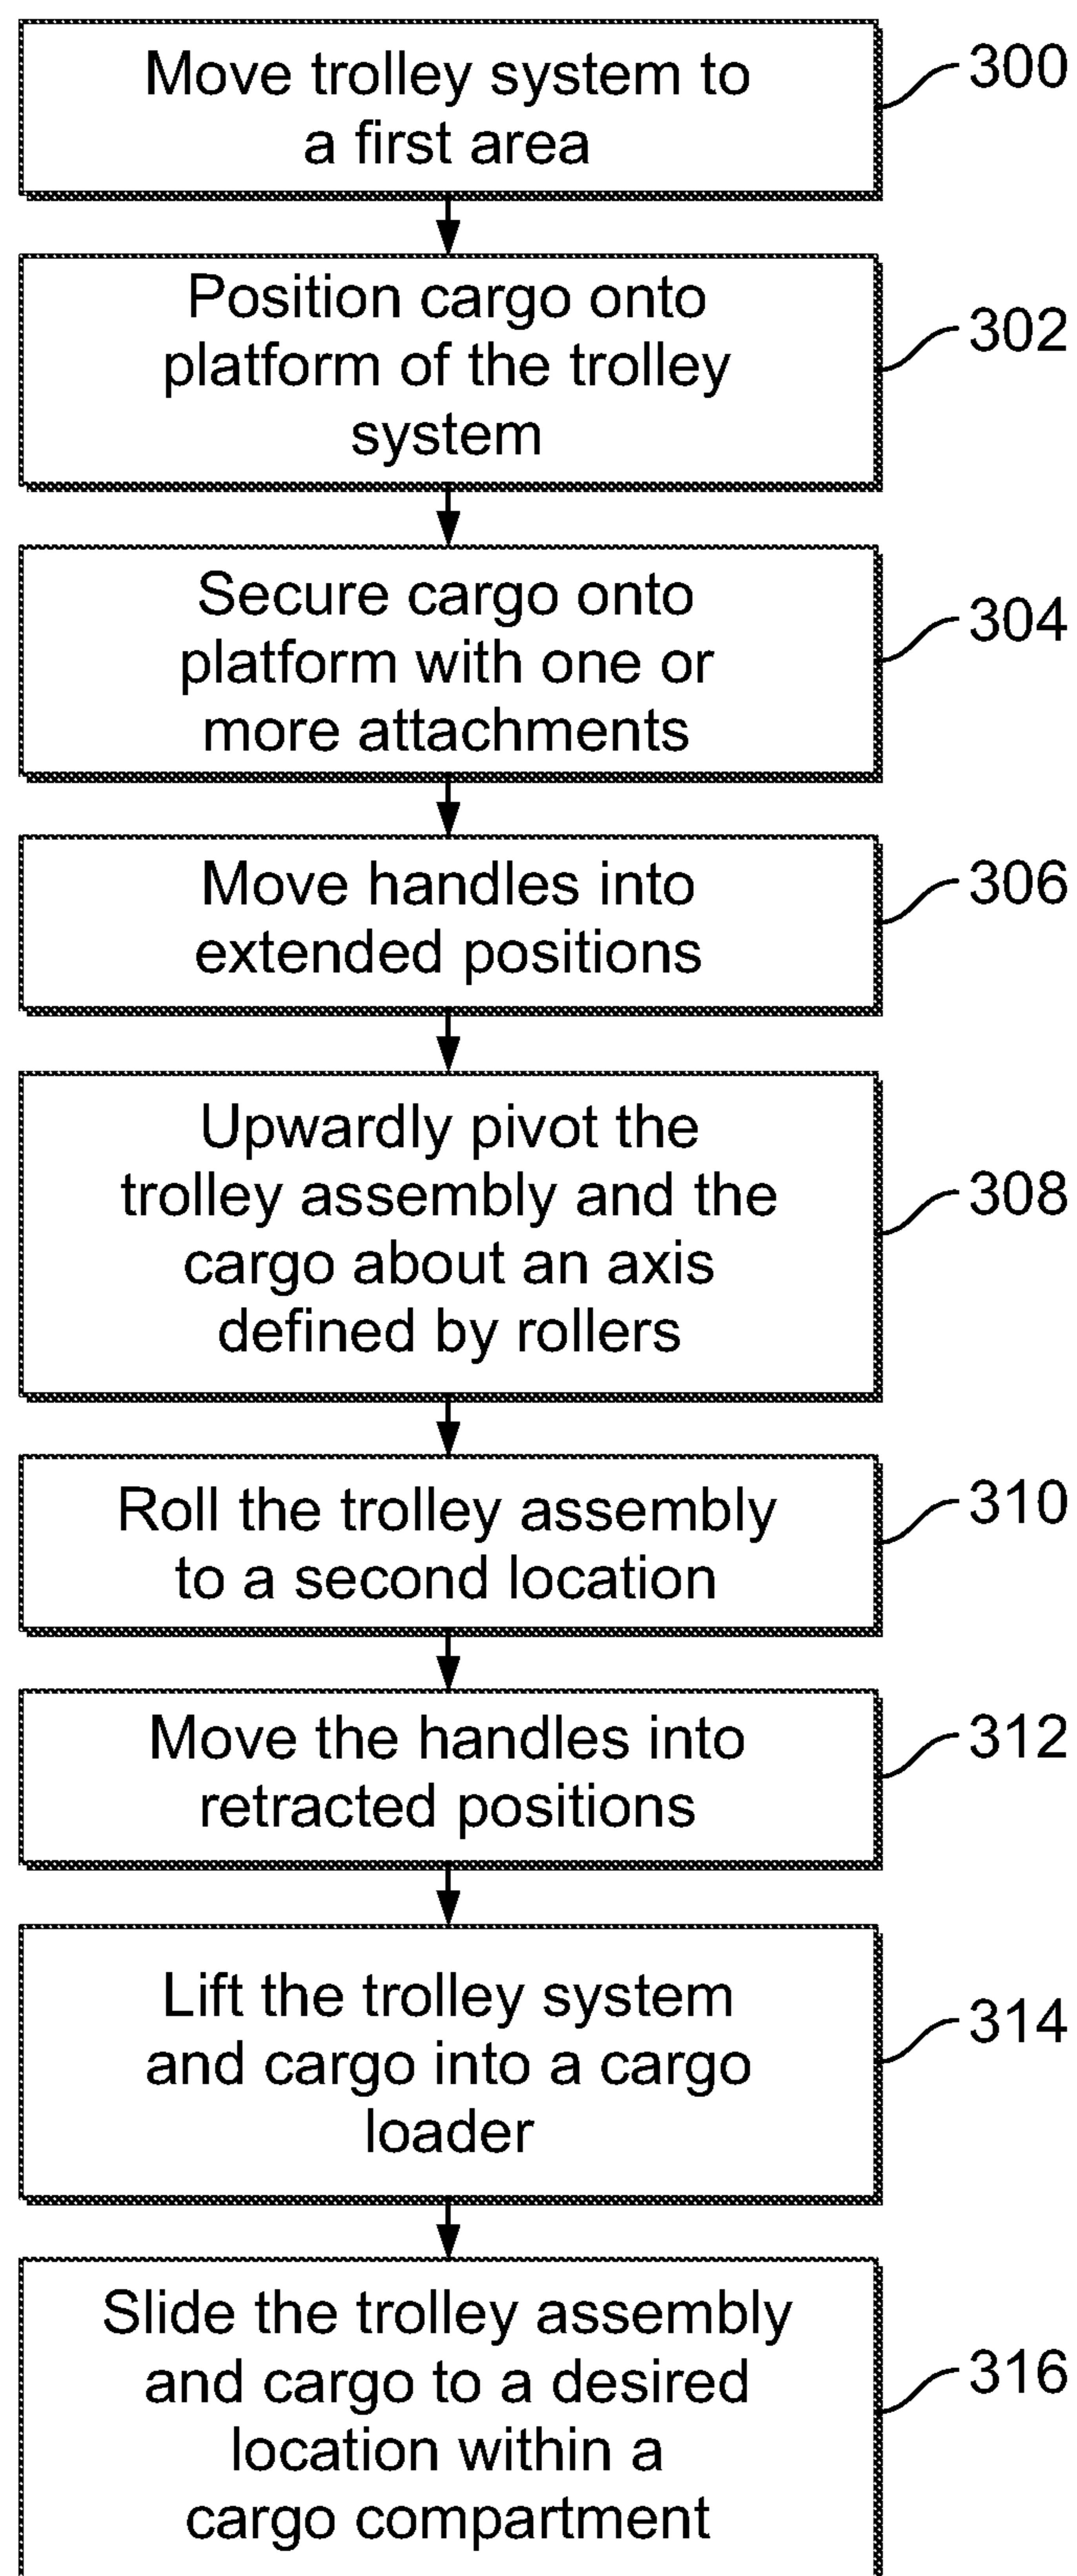 Move trolley system to
a first area
300
Position cargo onto
platform of the trolley
system
302
Secure cargo onto
platform with one or
more attachments
304
Move handles into
extended positions
306
Upwardly pivot the
trolley assembly and the
cargo about an axis
defined by rollers
308
Roll the trolley assembly
to a second location
310
Move the handles into
retracted positions
312
Lift the trolley system
and cargo into a cargo
loader
314
Slide the trolley assembly
and cargo to a desired
location within a
cargo compartment
316